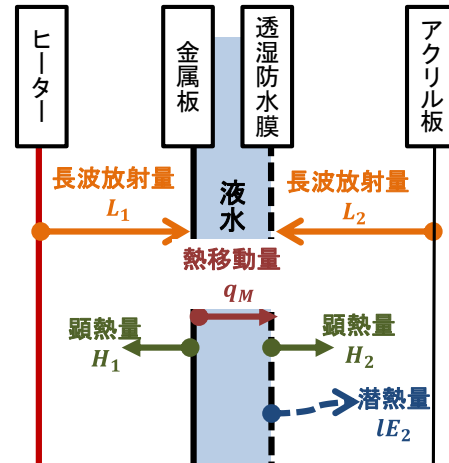 ヒーター
金属板
透湿防水膜
アクリル板
液水
長波放射量
L₁
長波放射量
L₂
熱移動量
q_M
顕熱量
H₁
顕熱量
H₂
潜熱量
lE₂